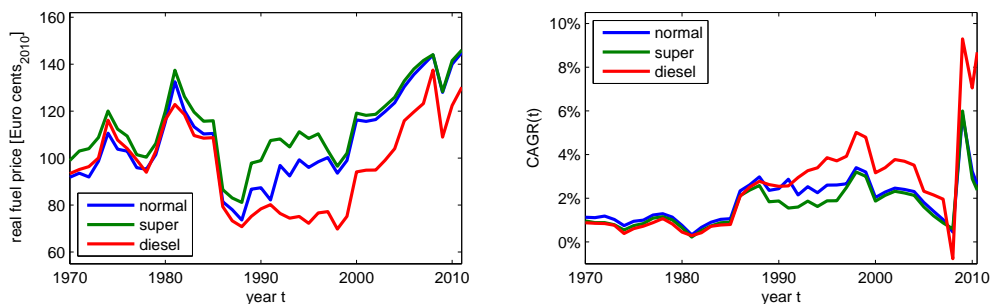 real fuel price [Euro cents2010]
160
140
120
100
80
60
normal
super
diesel
1970 1980 1990 2000 2010
year t
CAGR(t)
10%
8%
6%
4%
2%
0%
normal
super
diesel
1970 1980 1990 2000 2010
year t